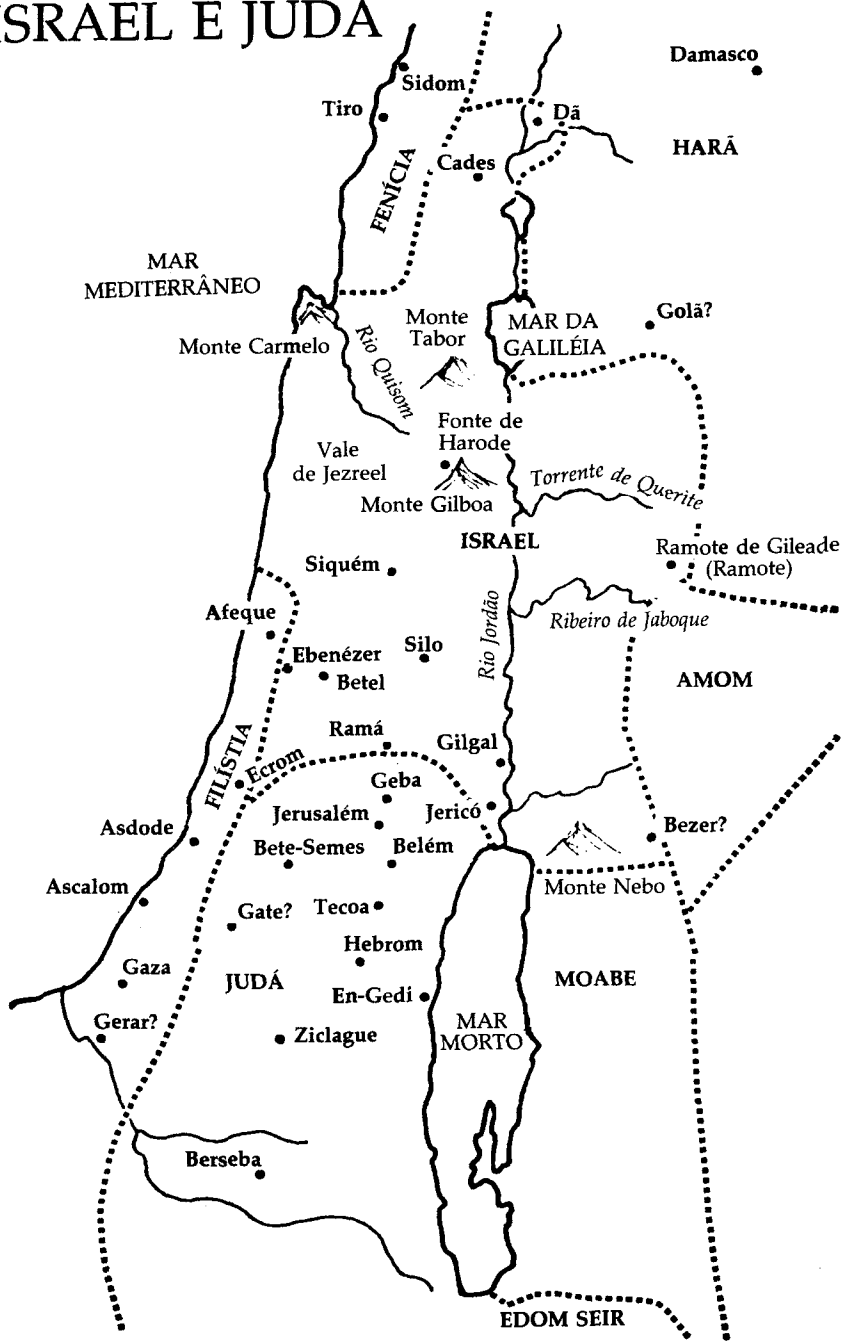 ISRAEL E JUDÁ
Damasco
Sidom
Tiro
Dã
HARÃ
Cades
FENÍCIA
MAR
MEDITERRÂNEO
Golã?
Monte
Tabor
MAR DA
GALILÉIA
Monte Carmelo
Rio Quisom
Fonte de
Harode
Vale
de Jezreel
Torrente de Querite
Monte Gilboa
ISRAEL
Ramote de Gileade
(Ramote)
Siquém
Rio Jordão
Ribeiro de Jaboque
Afeque
Ebenézer
Silo
Betel
AMOM
Ramá
Gilgal
FILÍSTIA
Ecrom
Geba
Jerusalém
Jericó
Asdode
Bezer?
Bete-Semes
Belém
Ascalom
Monte Nebo
Gate?
Tecoa
Hebrom
Gaza
JUDÁ
MOABE
En-Gedi
Gerar?
MAR
MORTO
Ziclague
Berseba
EDOM SEIR